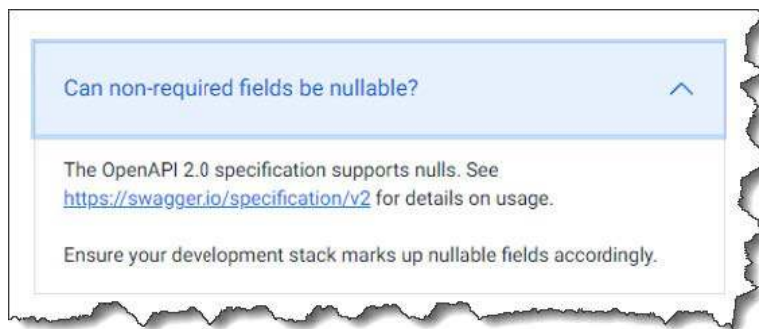 Can non-required fields be nullable?
The OpenAPI 2.0 specification supports nulls. See
https://swagger.io/specification/v2 for details on usage.
Ensure your development stack marks up nullable fields accordingly.